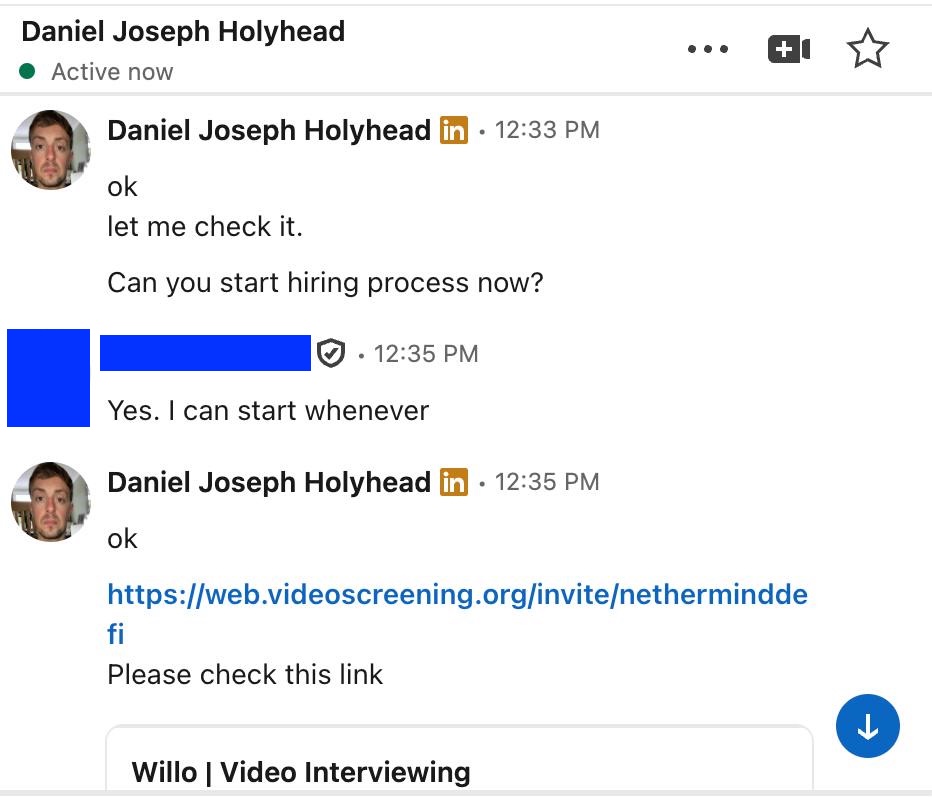 Daniel Joseph Holyhead
Active now
Daniel Joseph Holyhead in • 12:33 PM
ok
let me check it.
Can you start hiring process now?
• 12:35 PM
Yes. I can start whenever
Daniel Joseph Holyhead in • 12:35 PM
ok
https://web.videoscreening.org/invite/nethermindde
fi
Please check this link
Willo | Video Interviewing